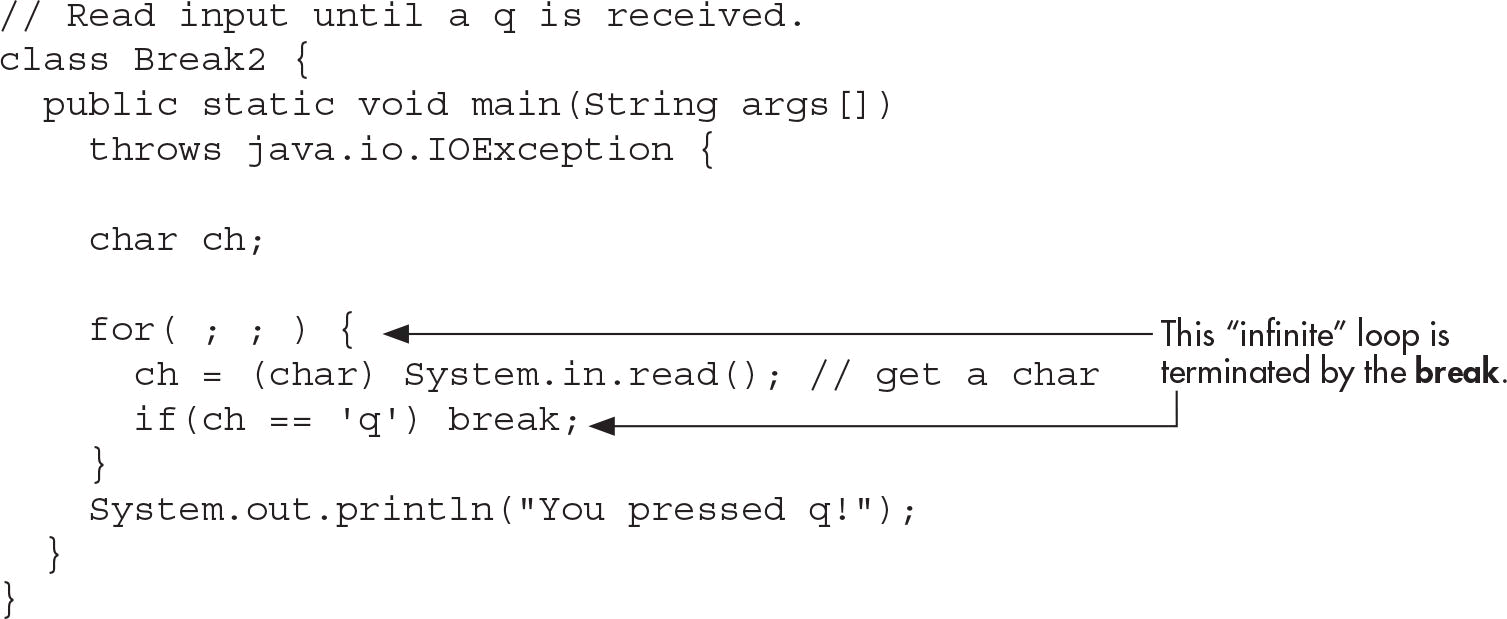 // Read input until a q is received.
class Break2 {
  public static void main(String args[])
    throws java.io.IOException {

    char ch;

    for( ; ; ) {
      ch = (char) System.in.read(); // get a char
      if(ch == 'q') break;
    }
    System.out.println("You pressed q!");
  }
}
This “infinite” loop is
terminated by the break.